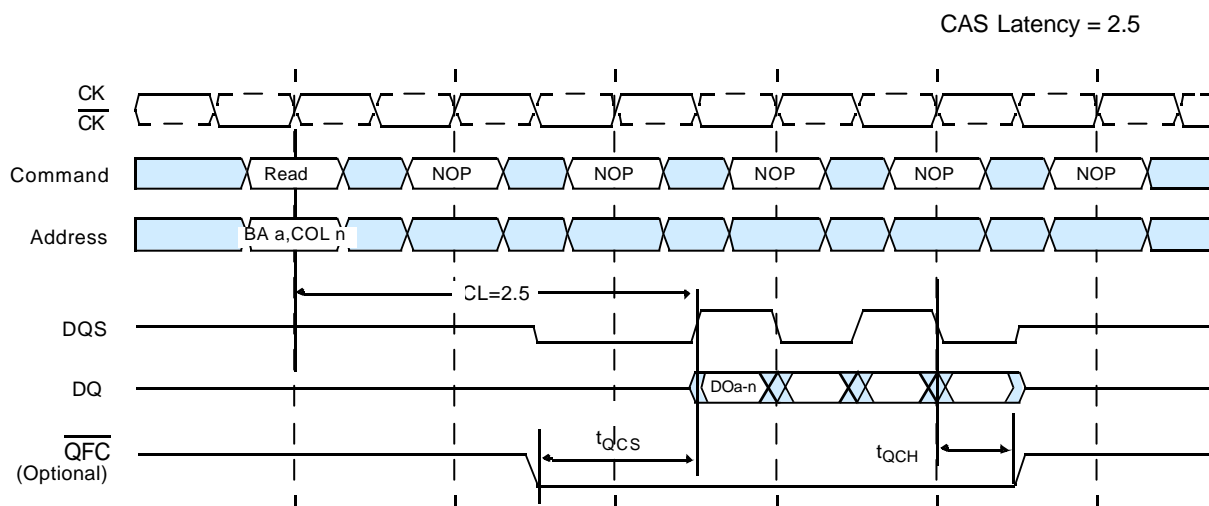 CAS Latency = 2.5
CK
CK
Command
Read
NOP
NOP
NOP
NOP
NOP
Address
BA a,COL n
CL=2.5
DQS
DQ
DOa-n
QFC
(Optional)
tQCS
tQCH